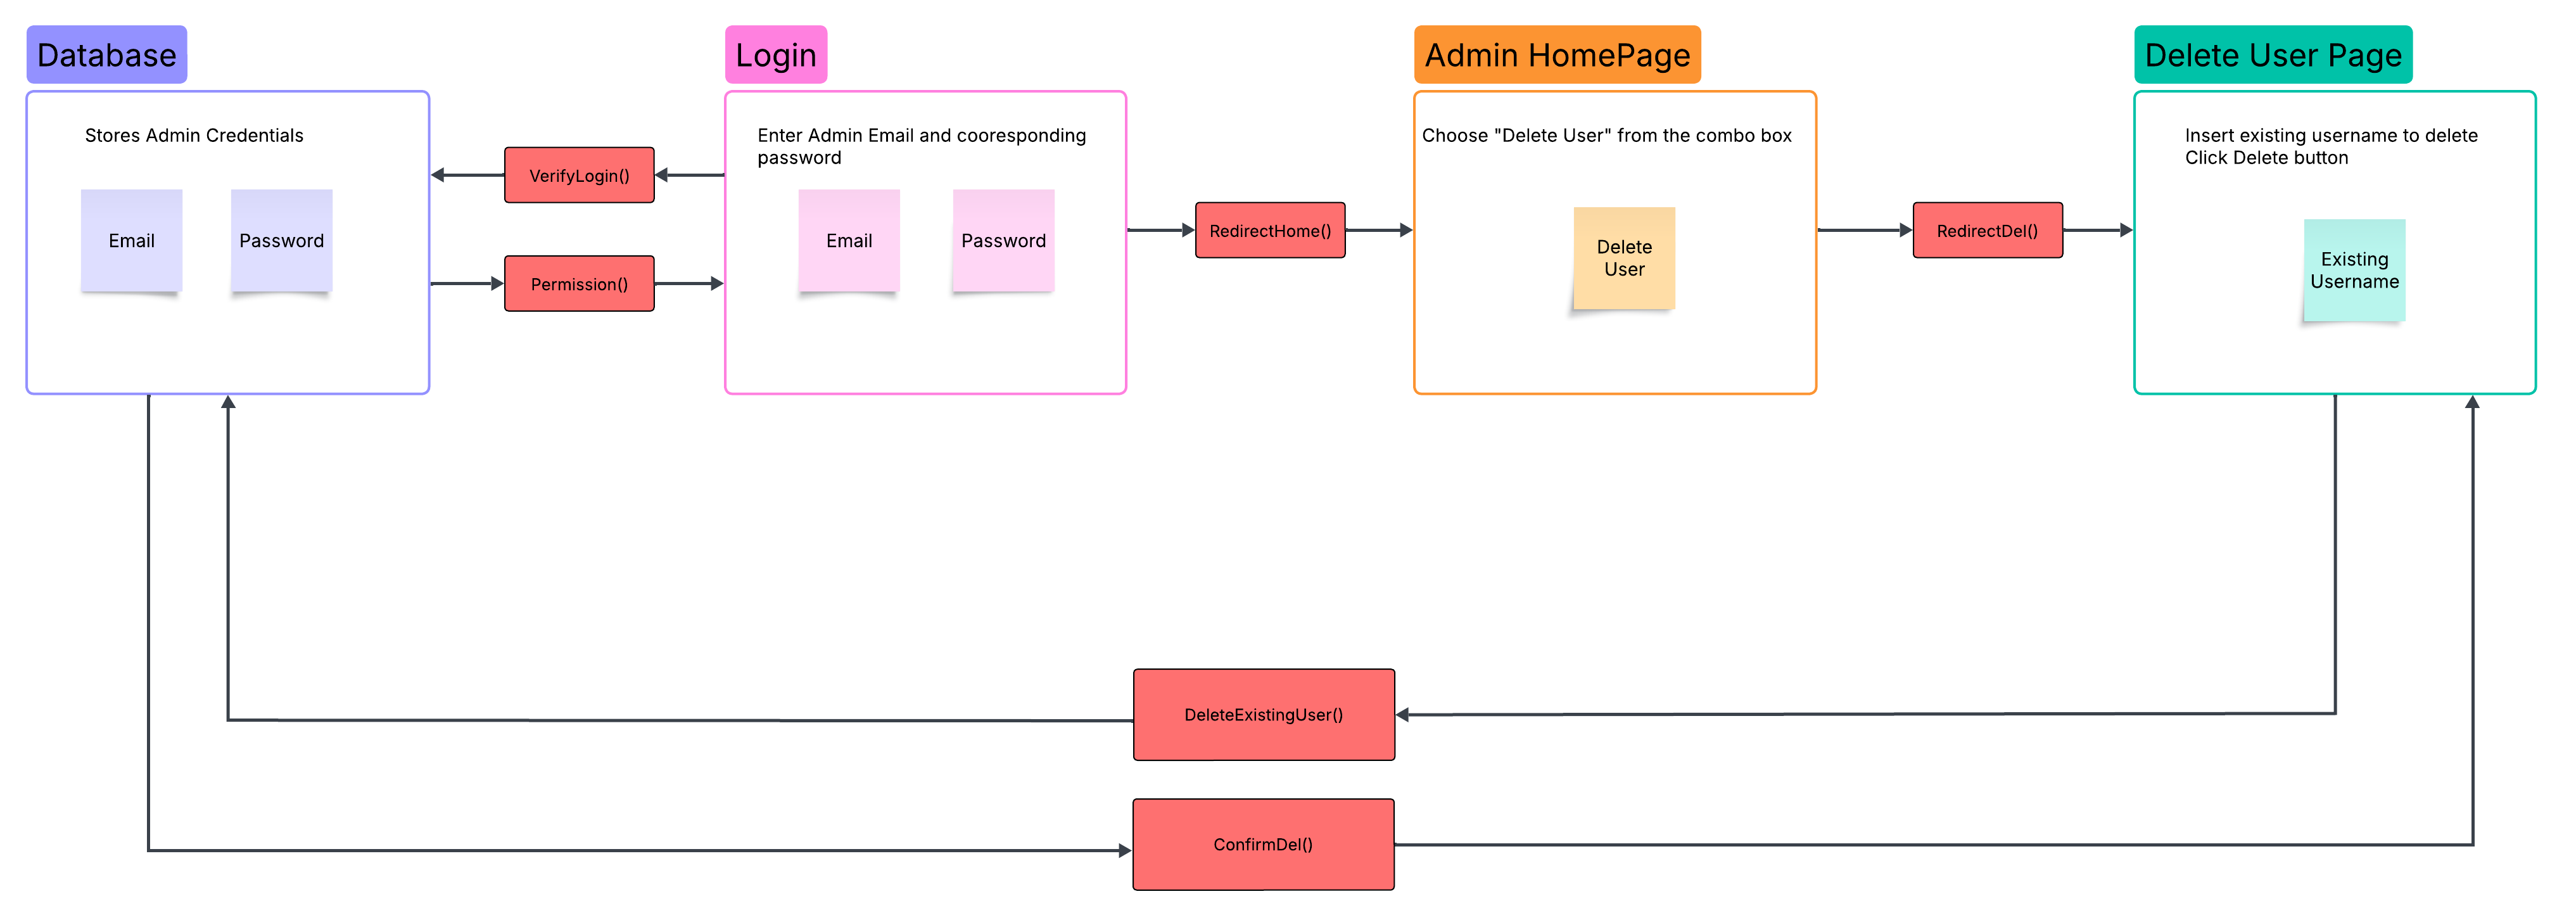 Database
Login
Admin HomePage
Delete User Page
Stores Admin Credentials
Email
Password
VerifyLogin()
Permission()
Enter Admin Email and cooresponding
password
Email
Password
RedirectHome()
Choose "Delete User" from the combo box
Delete
User
RedirectDel()
Insert existing username to delete
Click Delete button
Existing
Username
DeleteExistingUser()
ConfirmDel()